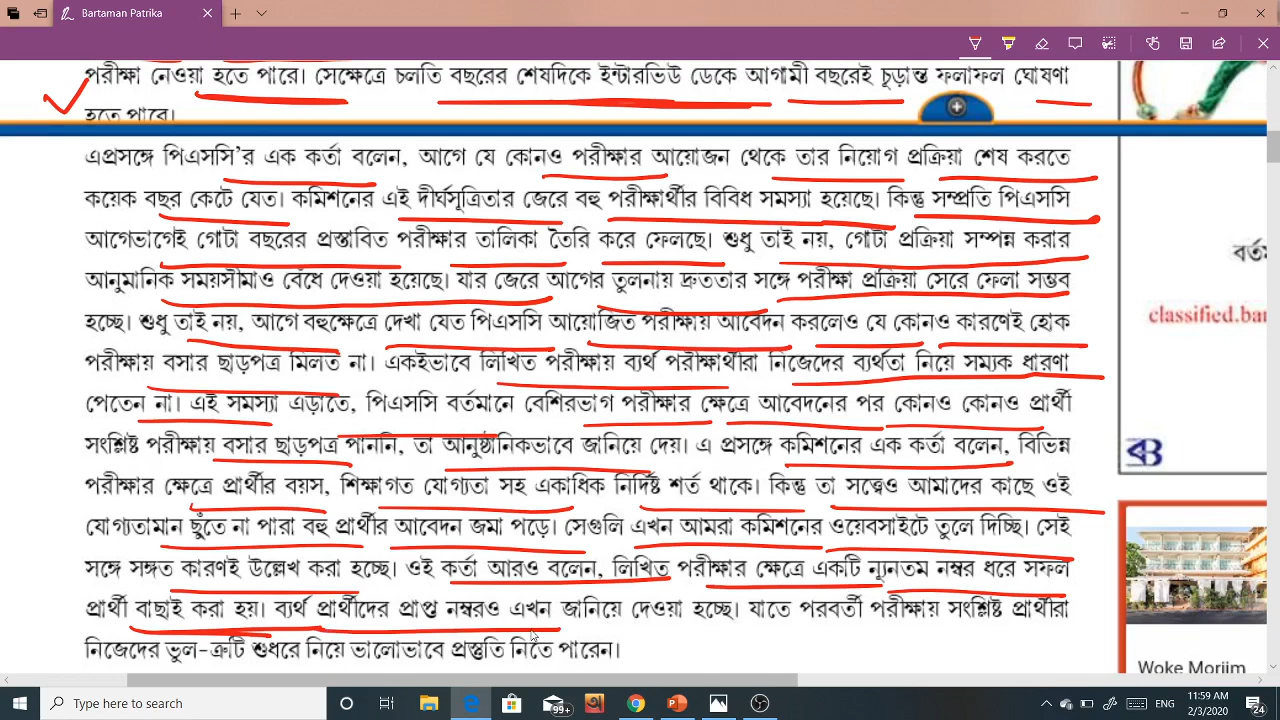 Bartaman Patrika
পরীক্ষা নেওয়া হতে পারে। সেক্ষেত্রে চলতি বছরের শেষদিকে ইন্টারভিউ ডেকে আগামী বছরেই চূড়ান্ত ফলাফল ঘোষণা
হতে পারে।
এপ্রসঙ্গে পিএসসি’র এক কর্তা বলেন, আগে যে কোনও পরীক্ষার আয়োজন থেকে তার নিয়োগ প্রক্রিয়া শেষ করতে
কয়েক বছর কেটে যেত। কমিশনের এই দীর্ঘসূত্রিতার জেরে বহু পরীক্ষার্থীর বিবিধ সমস্যা হয়েছে। কিন্তু সম্প্রতি পিএসসি
আগেভাগেই গোটা বছরের প্রস্তাবিত পরীক্ষার তালিকা তৈরি করে ফেলছে। শুধু তাই নয়, গোটা প্রক্রিয়া সম্পন্ন করার
আনুমানিক সময়সীমাও বেঁধে দেওয়া হয়েছে। যার জেরে আগের তুলনায় দ্রুততার সঙ্গে পরীক্ষা প্রক্রিয়া সেরে ফেলা সম্ভব
হচ্ছে। শুধু তাই নয়, আগে বহুক্ষেত্রে দেখা যেত পিএসসি আয়োজিত পরীক্ষায় আবেদন করলেও যে কোনও কারণেই হোক
পরীক্ষায় বসার ছাড়পত্র মিলত না। একইভাবে লিখিত পরীক্ষায় ব্যর্থ পরীক্ষার্থীরা নিজেদের ব্যর্থতা নিয়ে সম্যক ধারণা
পেতেন না। এই সমস্যা এড়াতে, পিএসসি বর্তমানে বেশিরভাগ পরীক্ষার ক্ষেত্রে আবেদনের পর কোনও কোনও প্রার্থী
সংশ্লিষ্ট পরীক্ষায় বসার ছাড়পত্র পাননি, তা আনুষ্ঠানিকভাবে জানিয়ে দেয়। এ প্রসঙ্গে কমিশনের এক কর্তা বলেন, বিভিন্ন
পরীক্ষার ক্ষেত্রে প্রার্থীর বয়স, শিক্ষাগত যোগ্যতা সহ একাধিক নির্দিষ্ট শর্ত থাকে। কিন্তু তা সত্ত্বেও আমাদের কাছে ওই
যোগ্যতামান ছুঁতে না পারা বহু প্রার্থীর আবেদন জমা পড়ে। সেগুলি এখন আমরা কমিশনের ওয়েবসাইটে তুলে দিচ্ছি। সেই
সঙ্গে সঙ্গত কারণই উল্লেখ করা হচ্ছে। ওই কর্তা আরও বলেন, লিখিত পরীক্ষার ক্ষেত্রে একটি ন্যূনতম নম্বর ধরে সফল
প্রার্থী বাছাই করা হয়। ব্যর্থ প্রার্থীদের প্রাপ্ত নম্বরও এখন জানিয়ে দেওয়া হচ্ছে। যাতে পরবর্তী পরীক্ষায় সংশ্লিষ্ট প্রার্থীরা
নিজেদের ভুল-ত্রুটি শুধরে নিয়ে ভালোভাবে প্রস্তুতি নিতে পারেন।
classified.bar
Woke Morjim
Type here to search
99+
ENG
11:59 AM
2/3/2020
24